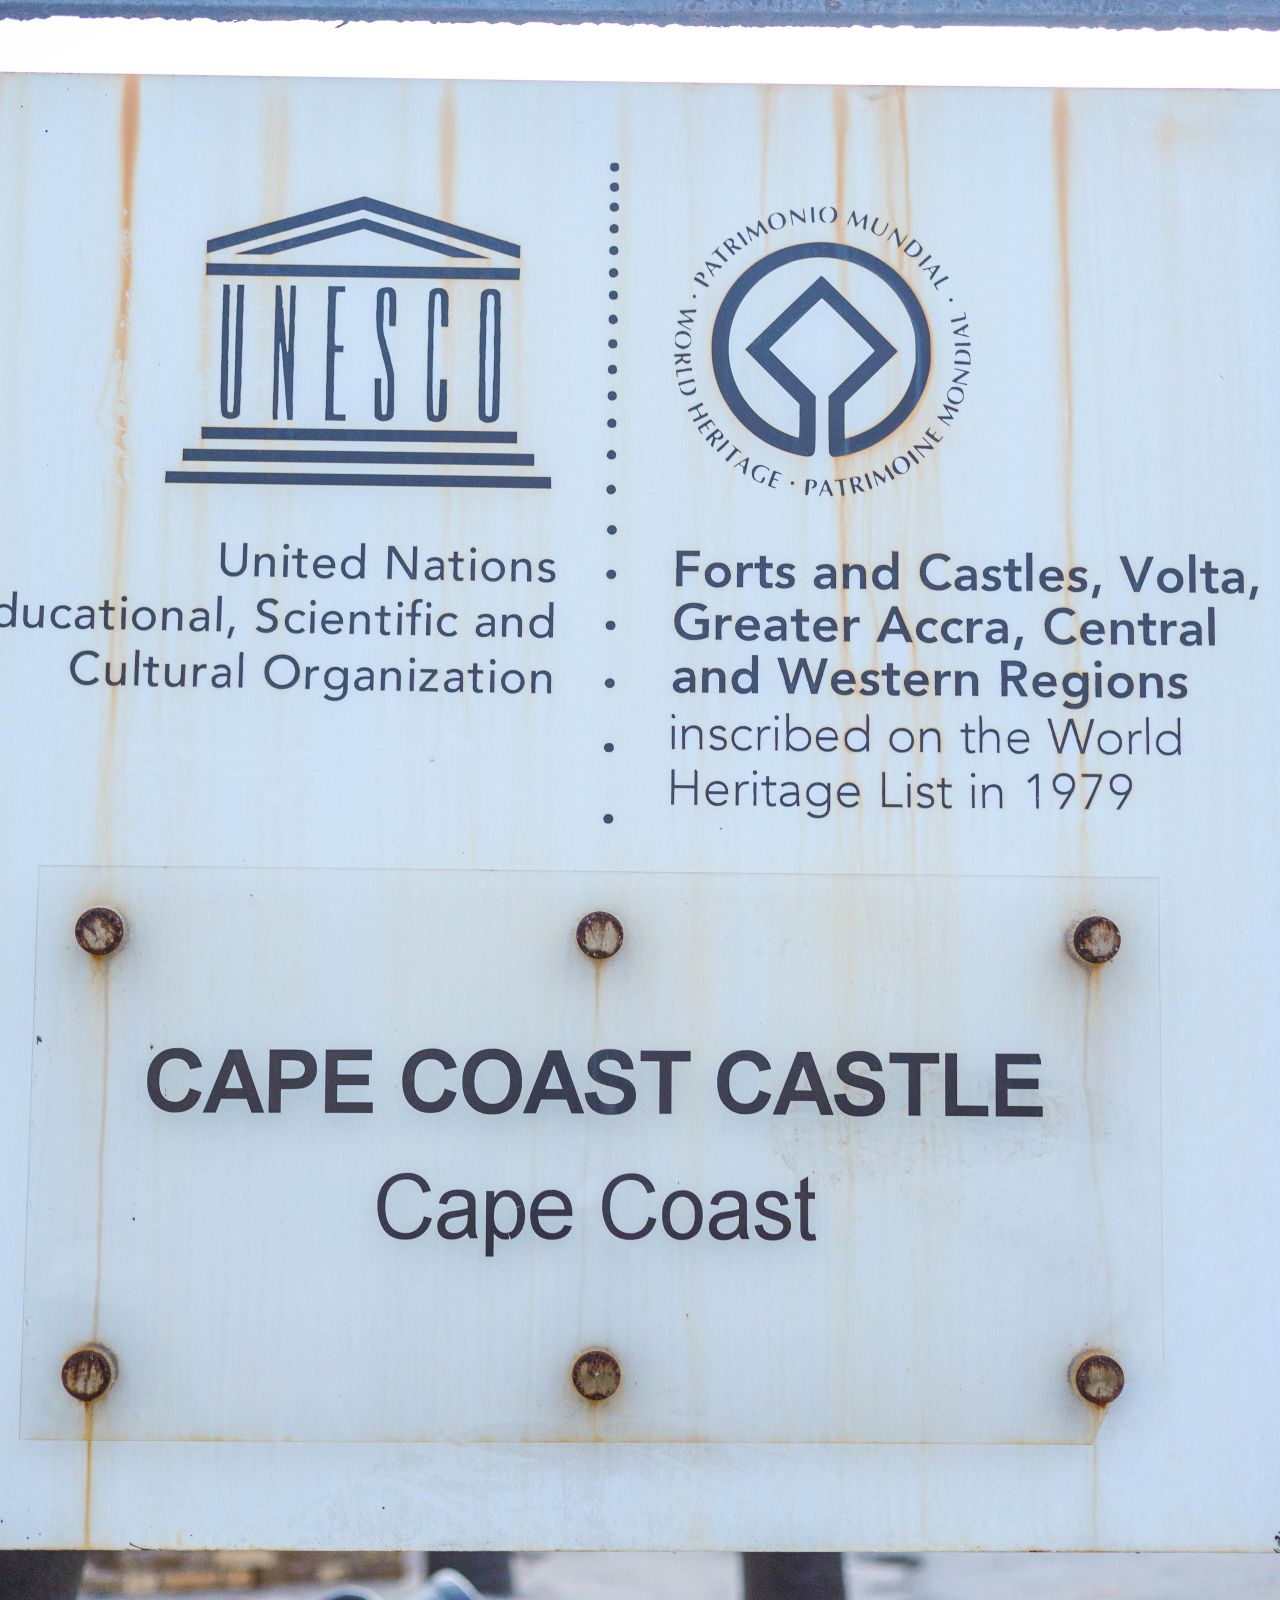 UNESCO
United Nations
ducational, Scientific and
Cultural Organization
PATRIMONIO MUNDIAL · WORLD HERITAGE · PATRIMOINE MONDIAL ·
Forts and Castles, Volta,
Greater Accra, Central
and Western Regions
inscribed on the World
Heritage List in 1979
CAPE COAST CASTLE
Cape Coast